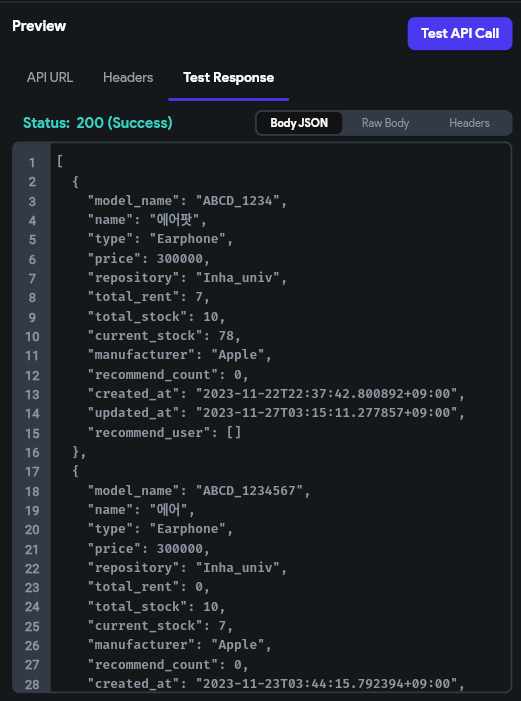 Preview
Test API Call
API URL Headers Test Response
Status: 200 (Success)
Body JSON Raw Body Headers
1 [
2 {
3 "model_name": "ABCD_1234",
4 "name": "에어팟",
5 "type": "Earphone",
6 "price": 300000,
7 "repository": "Inha_univ",
8 "total_rent": 7,
9 "total_stock": 10,
10 "current_stock": 78,
11 "manufacturer": "Apple",
12 "recommend_count": 0,
13 "created_at": "2023-11-22T22:37:42.800892+09:00",
14 "updated_at": "2023-11-27T03:15:11.277857+09:00",
15 "recommend_user": []
16 },
17 {
18 "model_name": "ABCD_1234567",
19 "name": "에어",
20 "type": "Earphone",
21 "price": 300000,
22 "repository": "Inha_univ",
23 "total_rent": 0,
24 "total_stock": 10,
25 "current_stock": 7,
26 "manufacturer": "Apple",
27 "recommend_count": 0,
28 "created_at": "2023-11-23T03:44:15.792394+09:00",